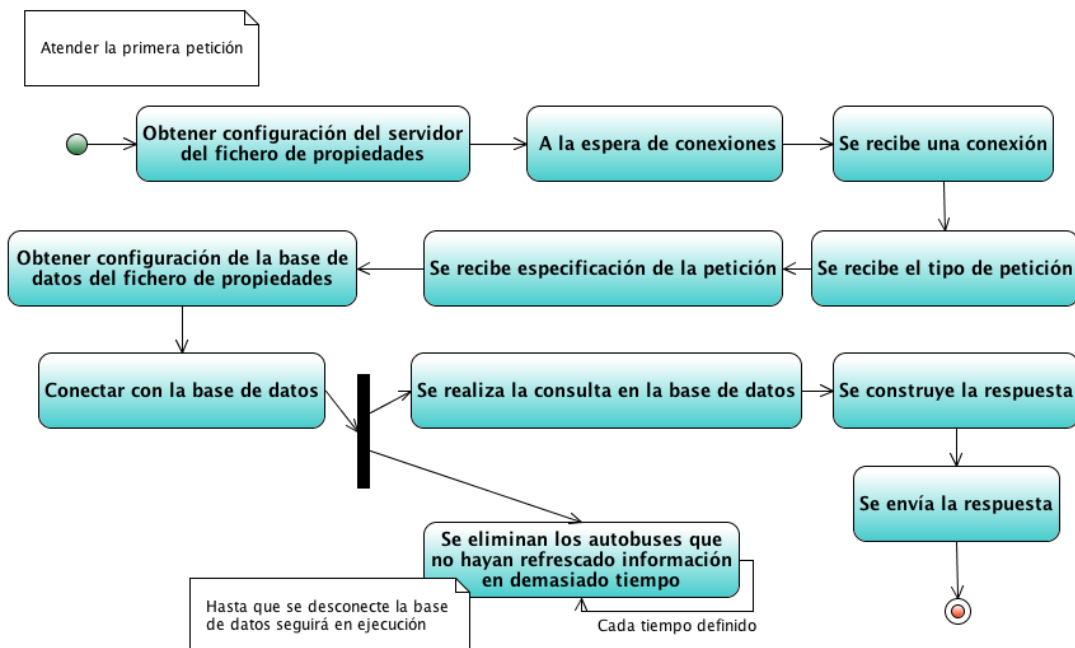 Atender la primera petición
Obtener configuración del servidor
del fichero de propiedades
A la espera de conexiones
Se recibe una conexión
Obtener configuración de la base de
datos del fichero de propiedades
Se recibe especificación de la petición
Se recibe el tipo de petición
Conectar con la base de datos
Se realiza la consulta en la base de datos
Se construye la respuesta
Se envía la respuesta
Se eliminan los autobuses que
no hayan refrescado información
en demasiado tiempo
Hasta que se desconecte la base
de datos seguirá en ejecución
Cada tiempo definido